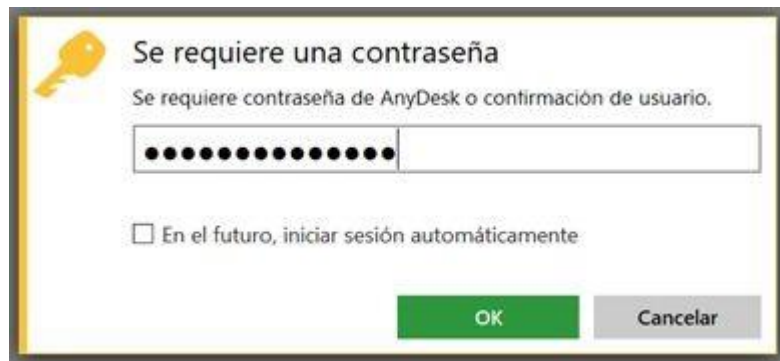 Se requiere una contraseña
Se requiere contraseña de AnyDesk o confirmación de usuario.
●●●●●●●●●●●●●●
En el futuro, iniciar sesión automáticamente
OK
Cancelar